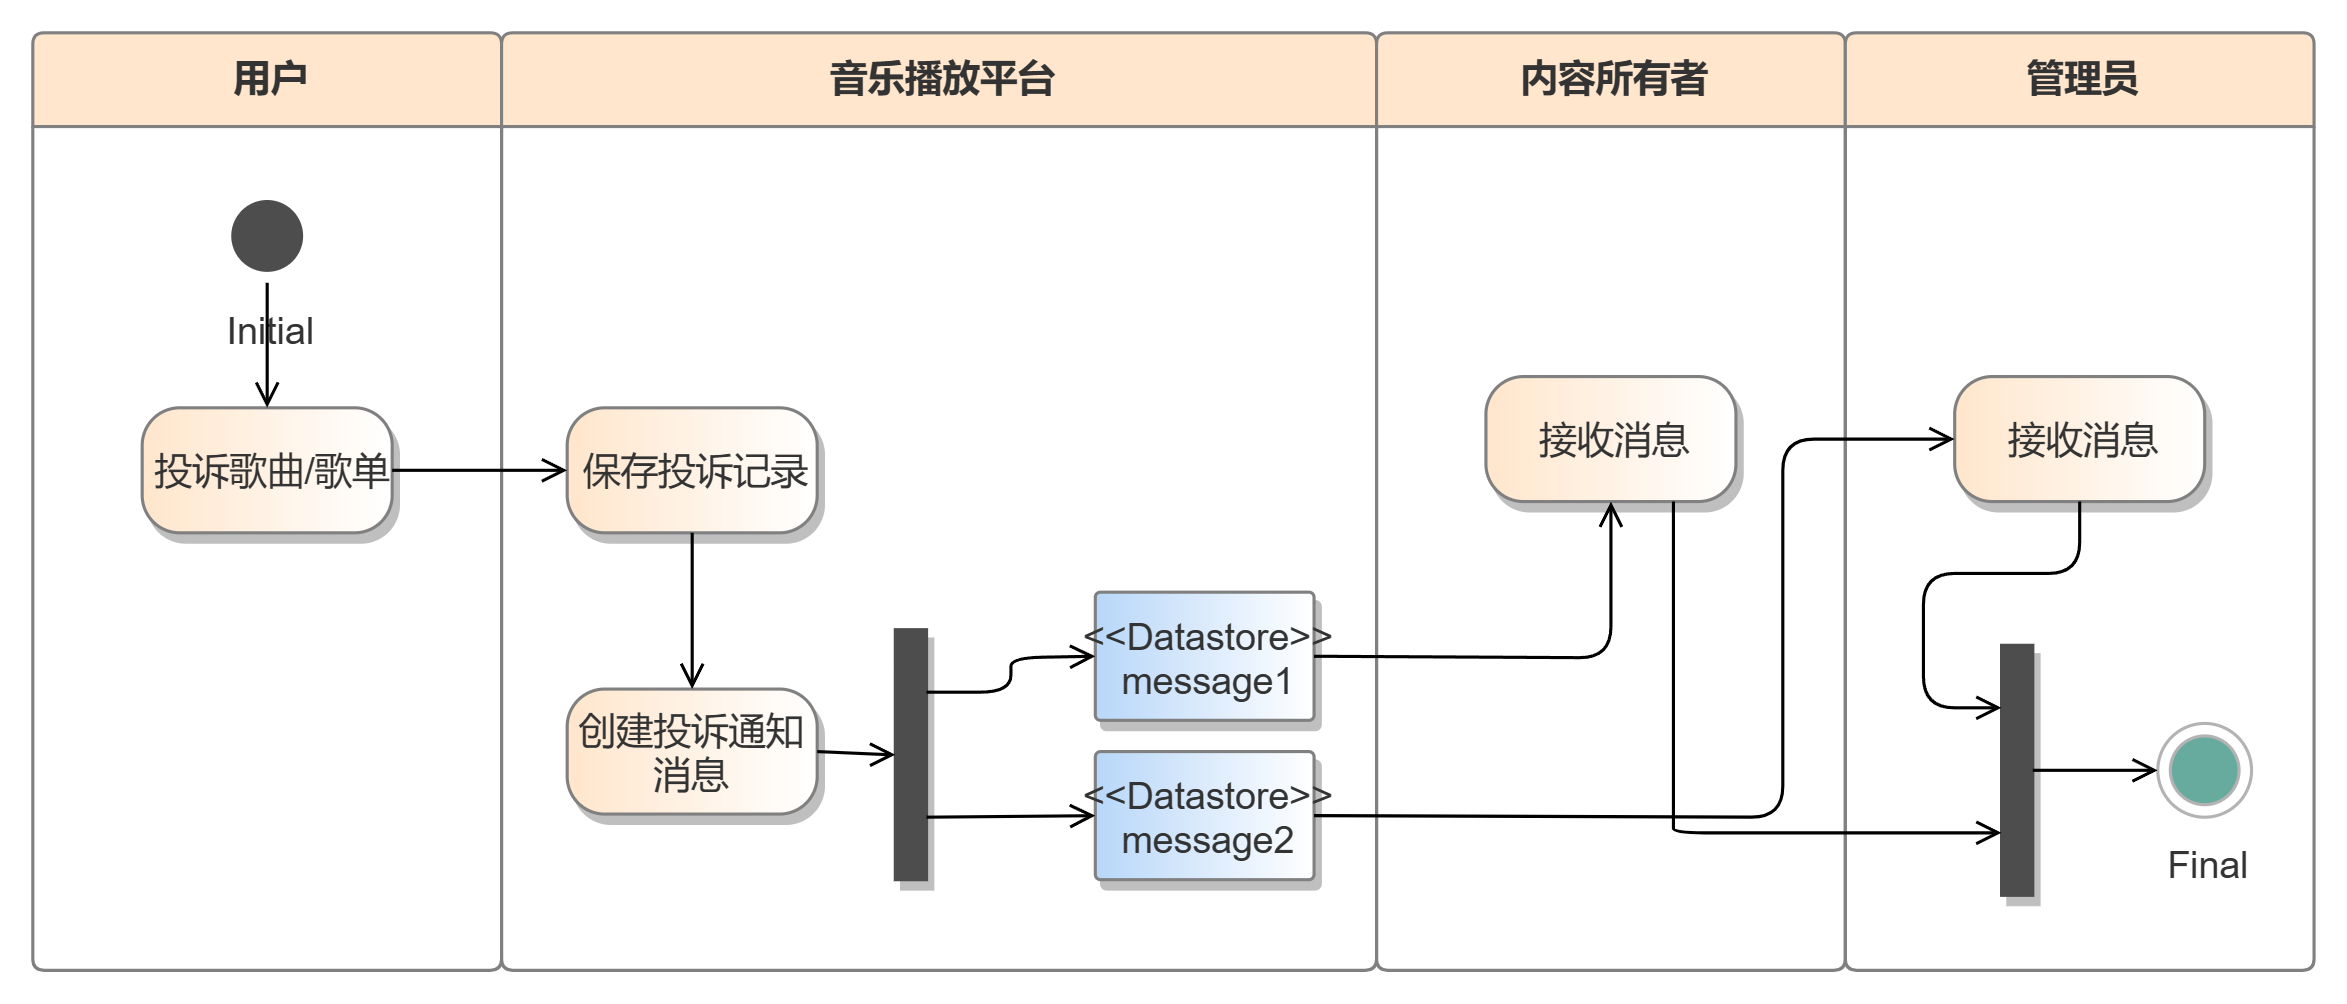 用户
音乐播放平台
内容所有者
管理员
Initial
投诉歌曲/歌单
保存投诉记录
接收消息
接收消息
创建投诉通知
消息
<<Datastore>>
message1
<<Datastore>>
message2
Final